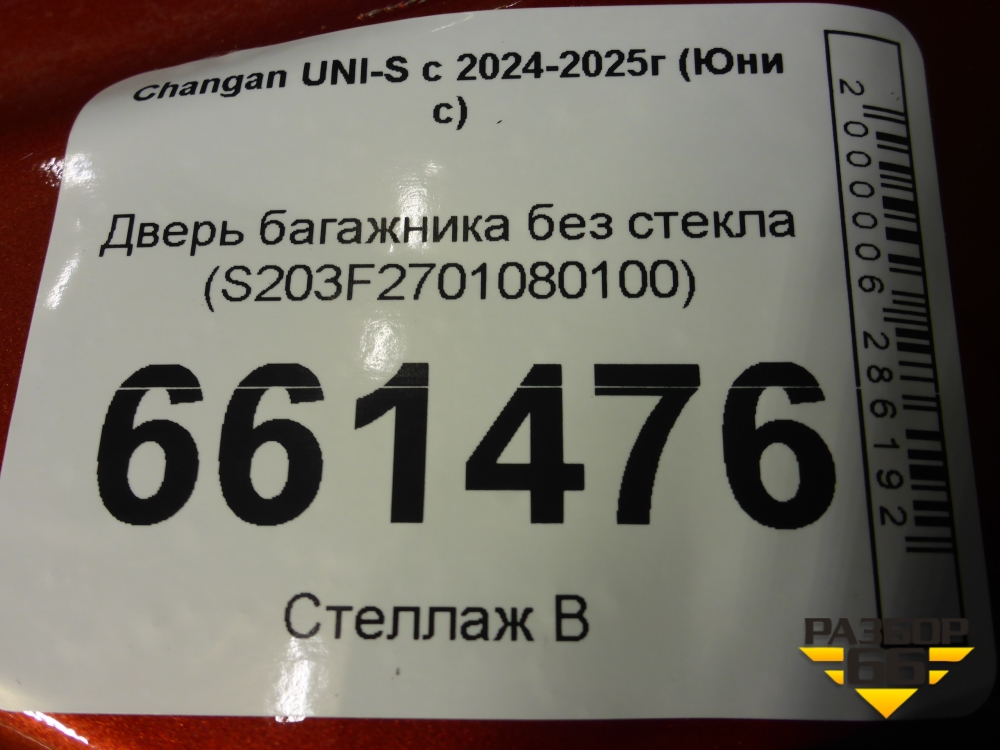 Changan UNI-S с 2024-2025г (Юни
с)
Дверь багажника без стекла
(S203F2701080100)
661476
Стеллаж В
2000006286192
РАЗБОР
66